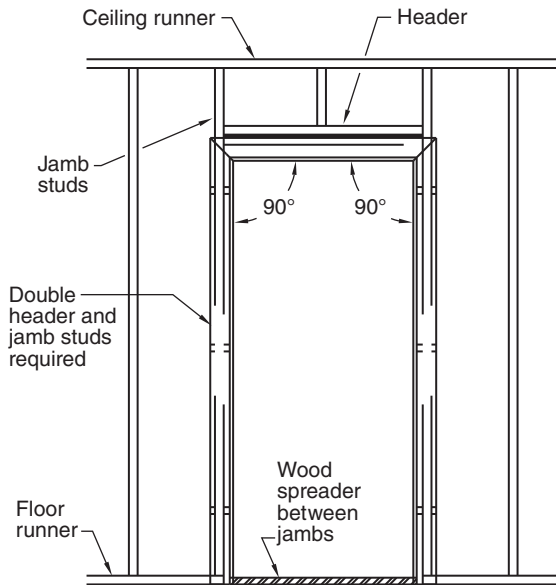 Ceiling runner
Header
Jamb
studs
90°
90°
Double
header and
jamb studs
required
Wood
spreader
between
jambs
Floor
runner